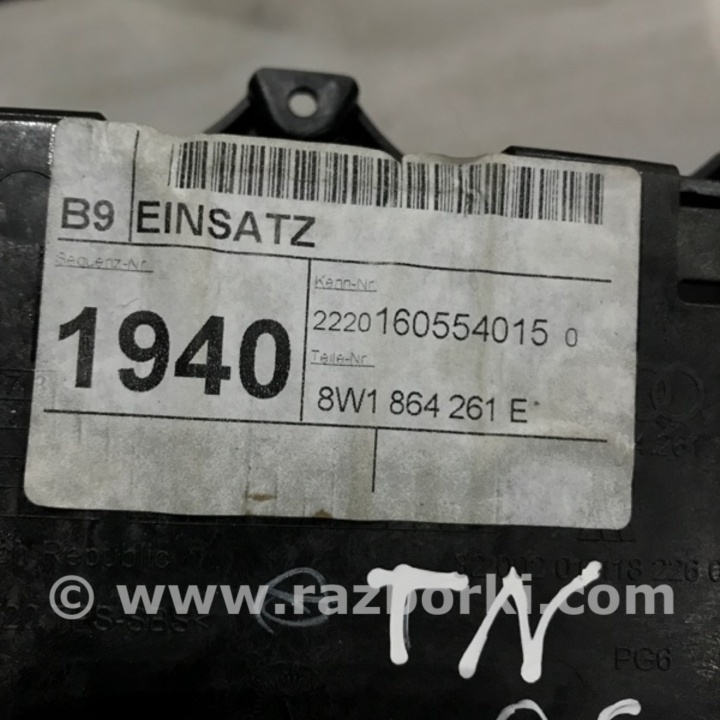 B9 EINSATZ
Sequenz-Nr.
1940
Kenn-Nr.
2220160554015 0
Teile-Nr.
8W1 864 261 E
Republic
© www.razborki.com
TN
PG6